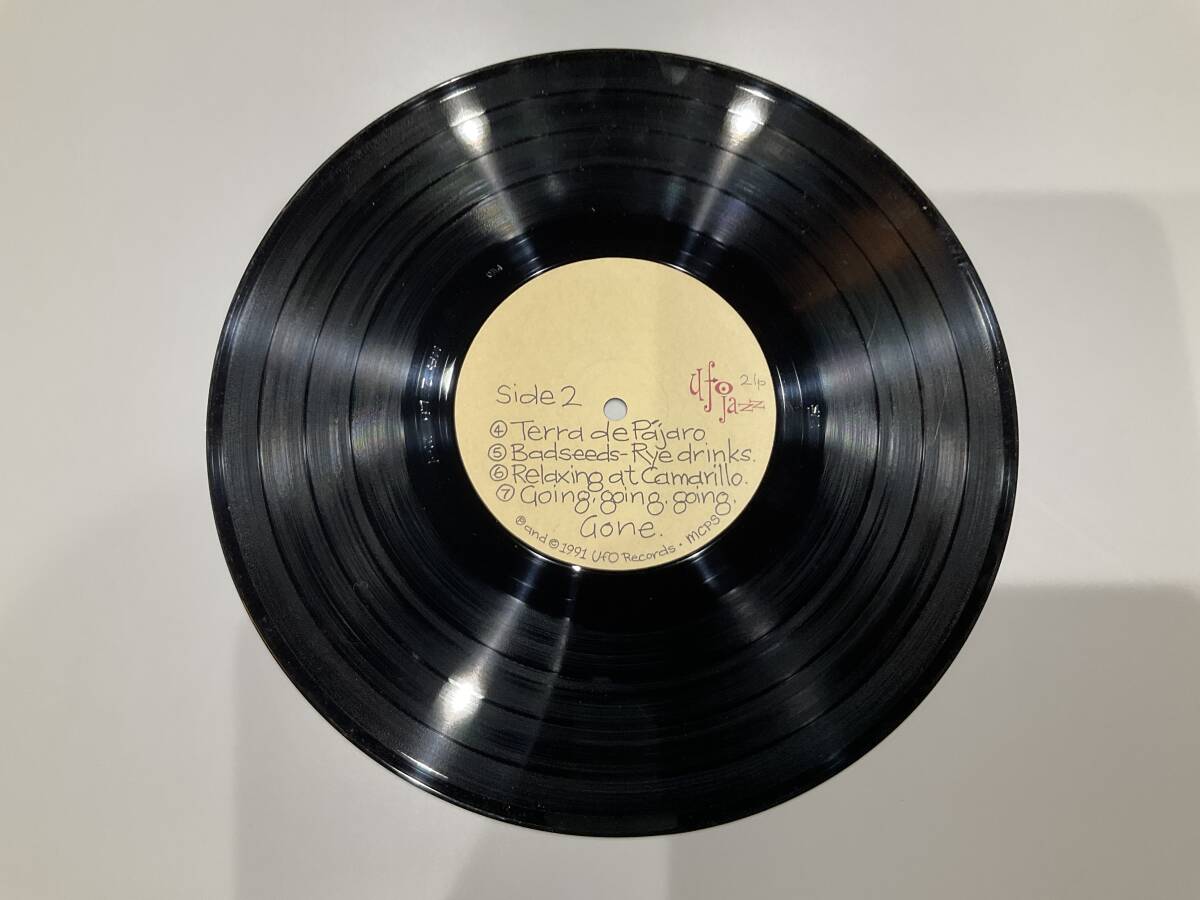 ufo jazz
21p
Side 2
④ Terra de Pájaro
⑤ Badseeds-Rye drinks.
⑥ Relaxing at Camarillo.
⑦ Going, going, going,
Gone.
℗ and © 1991 UfO Records · mcps